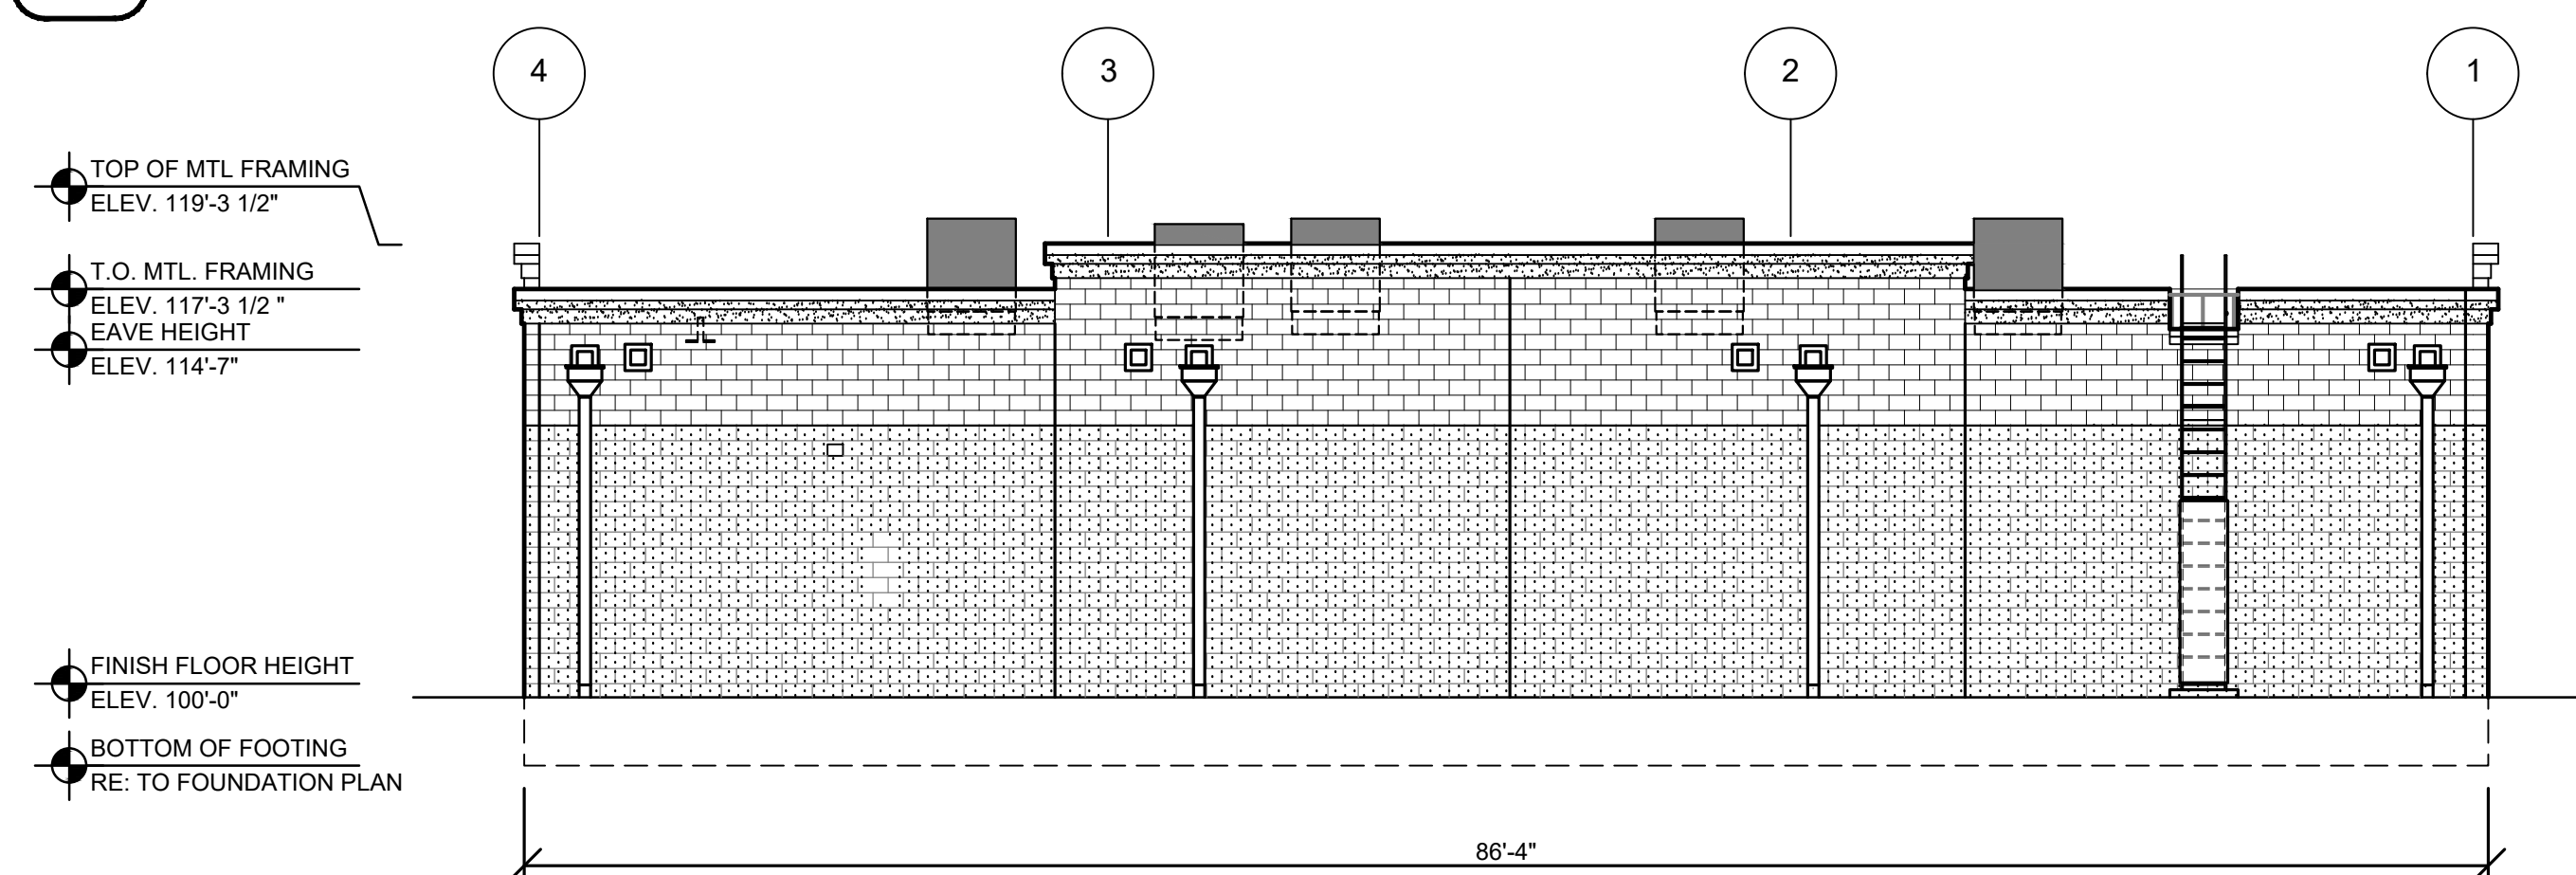 4
3
2
1
TOP OF MTL FRAMING
ELEV. 119'-3 1/2"
T.O. MTL. FRAMING
ELEV. 117'-3 1/2 "
EAVE HEIGHT
ELEV. 114'-7"
FINISH FLOOR HEIGHT
ELEV. 100'-0"
BOTTOM OF FOOTING
RE: TO FOUNDATION PLAN
86'-4"